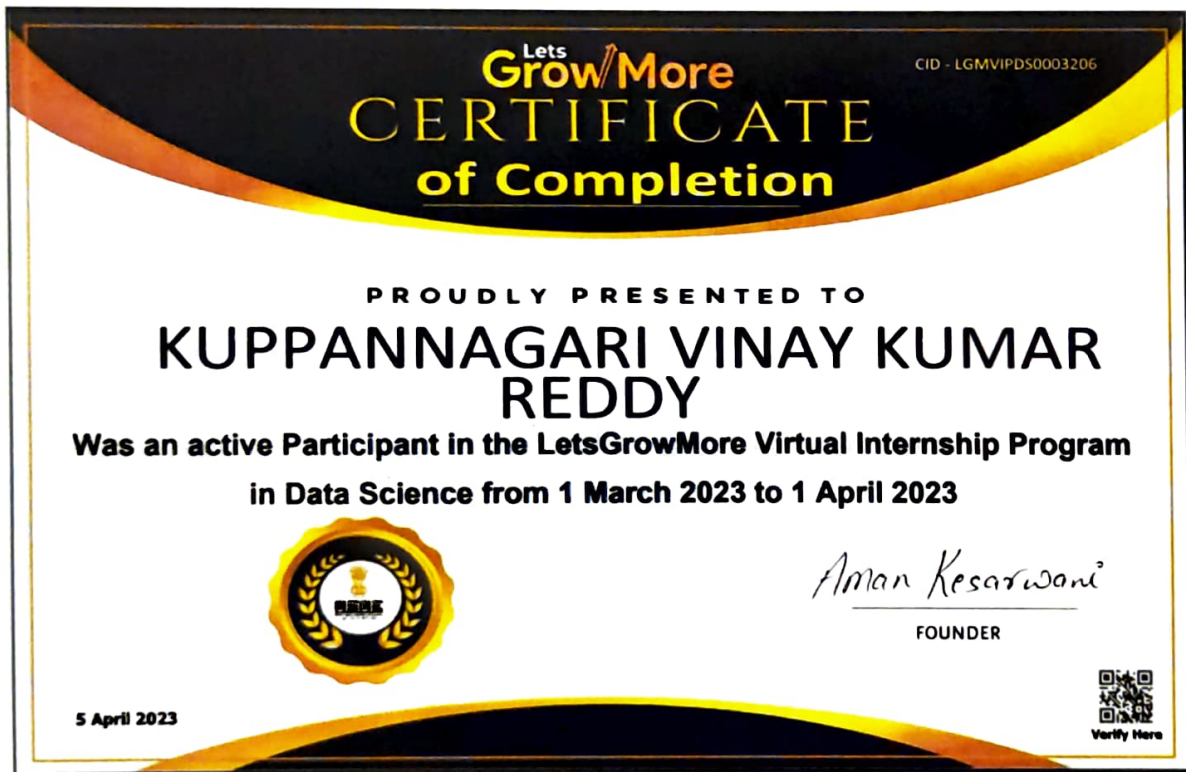 Lets
GrowMore
CID - LGMVIPDS0003206
CERTIFICATE
of Completion
PROUDLY PRESENTED TO
KUPPANNAGARI VINAY KUMAR
REDDY
Was an active Participant in the LetsGrowMore Virtual Internship Program
in Data Science from 1 March 2023 to 1 April 2023
Aman Kesarwani
FOUNDER
5 April 2023
Verify Here